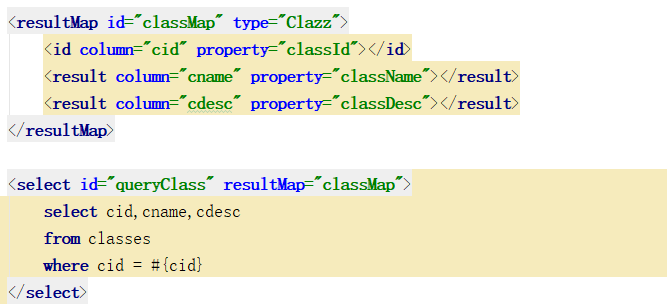 <resultMap id="classMap" type="Clazz">
<id column="cid" property="classId"></id>
<result column="cname" property="className"></result>
<result column="cdesc" property="classDesc"></result>
</resultMap>
<select id="queryClass" resultMap="classMap">
select cid,cname,cdesc
from classes
where cid = #{cid}
</select>